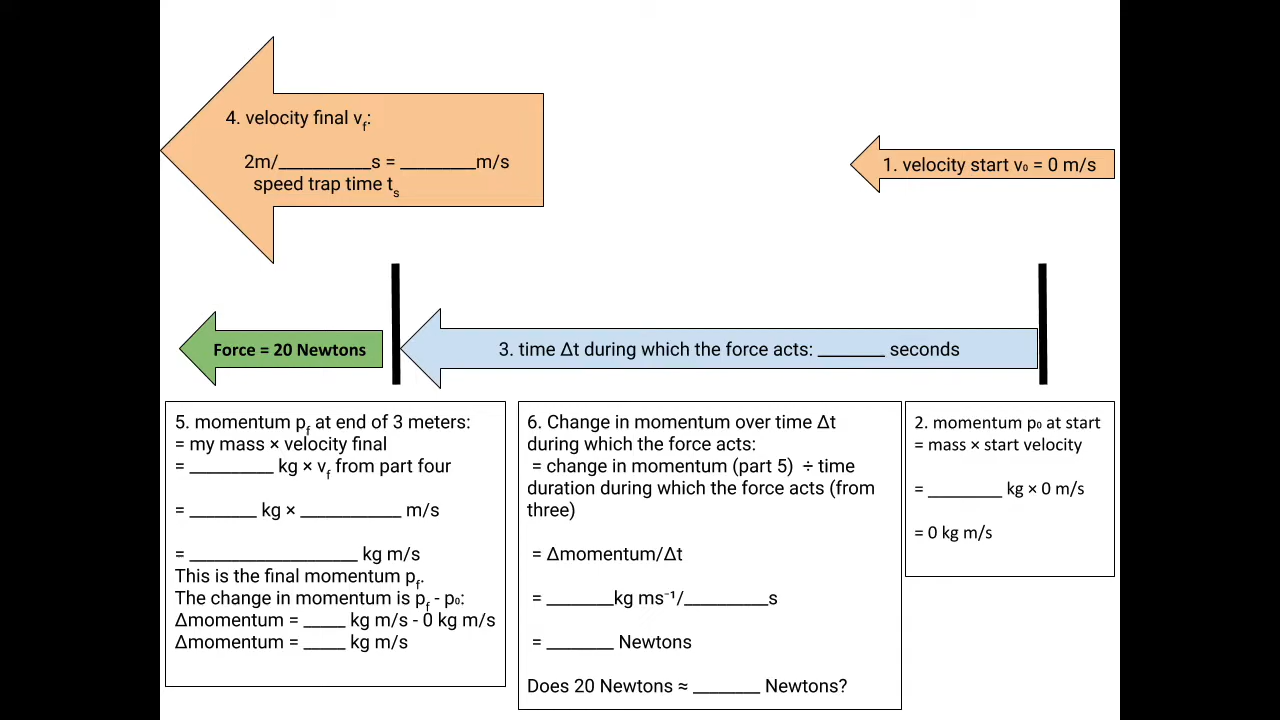 4. velocity final vf:
2m/___________s = _________m/s
speed trap time ts
1. velocity start v₀ = 0 m/s
Force = 20 Newtons
3. time Δt during which the force acts: ________ seconds
5. momentum pf at end of 3 meters:
= my mass × velocity final
= __________ kg × vf from part four
= ________ kg × ____________ m/s
= ____________________ kg m/s
This is the final momentum pf.
The change in momentum is pf - p₀:
Δmomentum = _____ kg m/s - 0 kg m/s
Δmomentum = _____ kg m/s
6. Change in momentum over time Δt
during which the force acts:
= change in momentum (part 5) ÷ time
duration during which the force acts (from
three)
= Δmomentum/Δt
= ________kg ms⁻¹/__________s
= ________ Newtons
Does 20 Newtons ≈ ________ Newtons?
2. momentum p₀ at start
= mass × start velocity
= _________ kg × 0 m/s
= 0 kg m/s